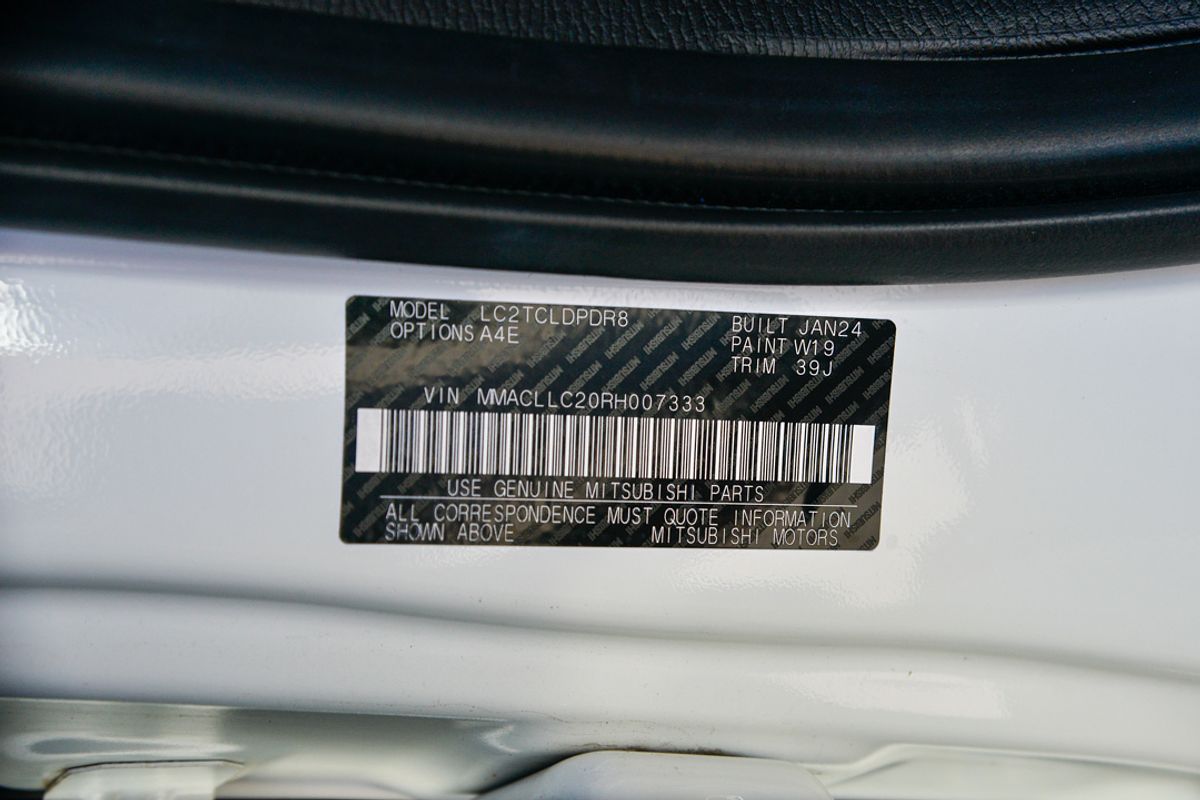 MODEL LC2TCLDPDR8
OPTIONS A4E
BUILT JAN24
PAINT W19
TRIM 39J
VIN MMACLLC20RH007333
USE GENUINE MITSUBISHI PARTS
ALL CORRESPONDENCE MUST QUOTE INFORMATION
SHOWN ABOVE MITSUBISHI MOTORS